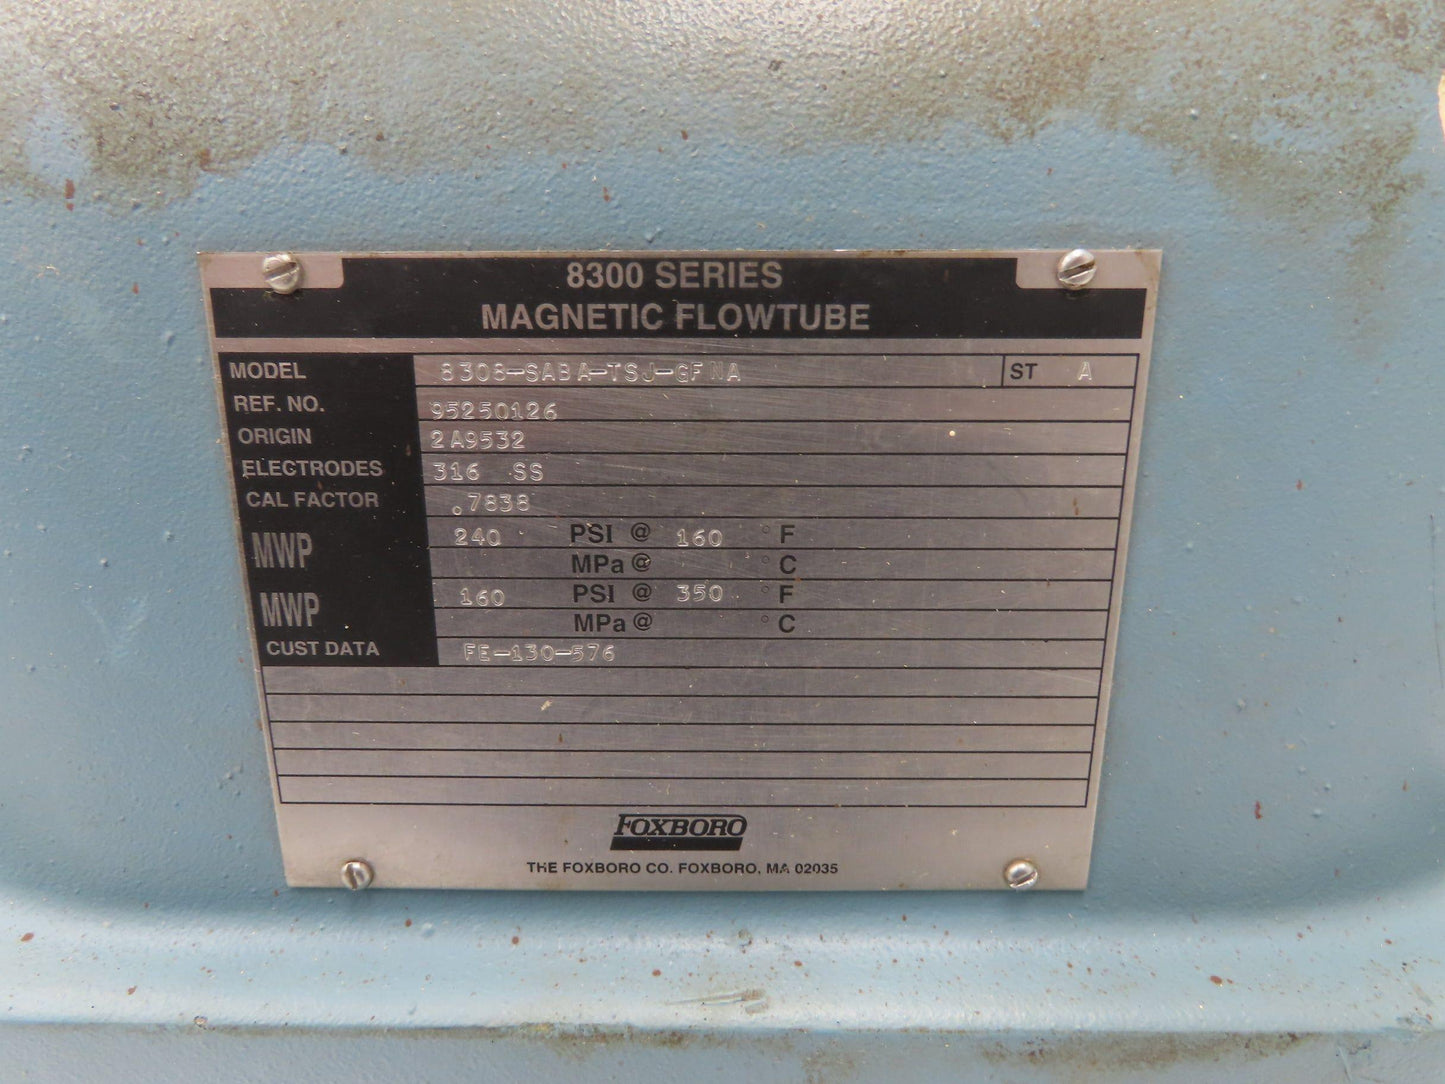 8300 SERIES
MAGNETIC FLOWTUBE
MODEL 8308-SABA-TSJ-GFNA ST A
REF. NO. 95250126
ORIGIN 2A9532
ELECTRODES 316 SS
CAL FACTOR .7838
MWP 240 PSI @ 160 °F
MPa @ °C
MWP 160 PSI @ 350 °F
MPa @ °C
CUST DATA FE-130-576
FOXBORO
THE FOXBORO CO. FOXBORO, MA 02035